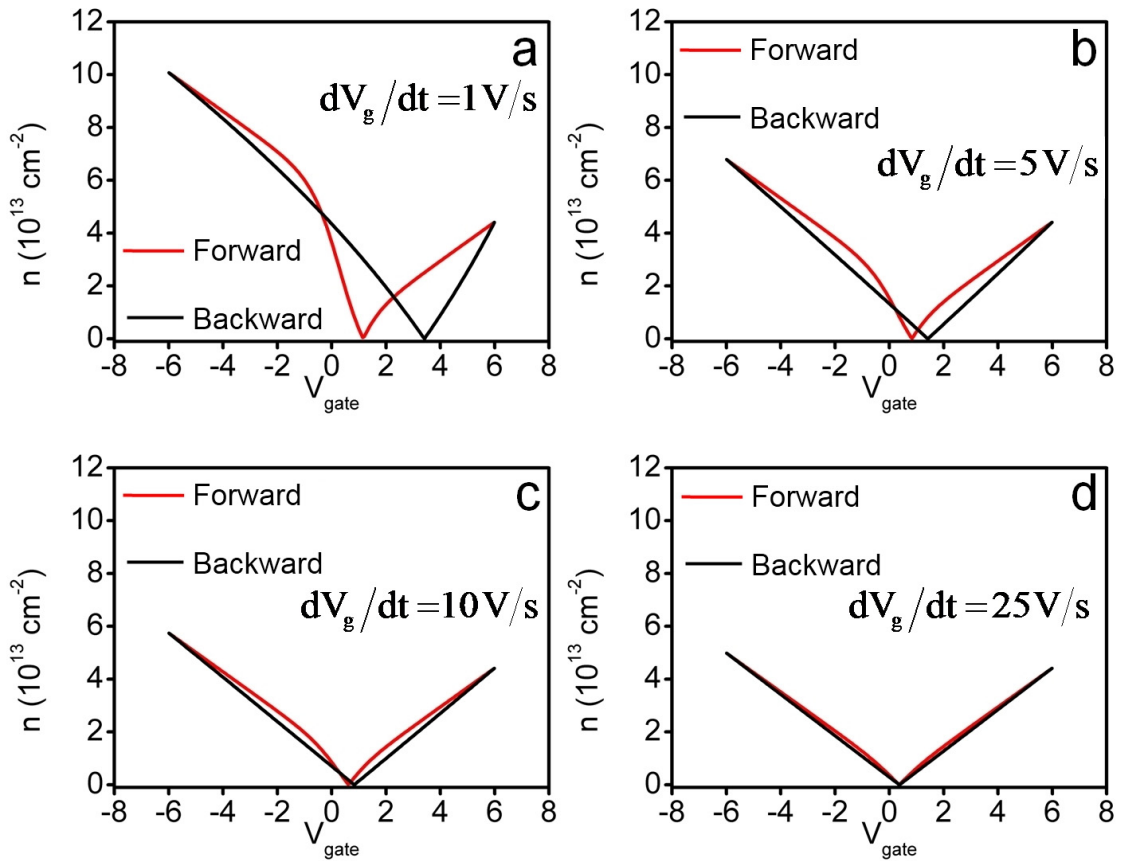 12
10
8
6
4
2
0
n (10^13 cm^-2)
a
dV_g/dt = 1 V/s
Forward
Backward
-8 -6 -4 -2 0 2 4 6 8
V_gate
12
10
8
6
4
2
0
n (10^13 cm^-2)
Forward
b
Backward
dV_g/dt = 5 V/s
-8 -6 -4 -2 0 2 4 6 8
V_gate
12
10
8
6
4
2
0
n (10^13 cm^-2)
Forward
c
Backward
dV_g/dt = 10 V/s
-8 -6 -4 -2 0 2 4 6 8
V_gate
12
10
8
6
4
2
0
n (10^13 cm^-2)
Forward
d
Backward
dV_g/dt = 25 V/s
-8 -6 -4 -2 0 2 4 6 8
V_gate